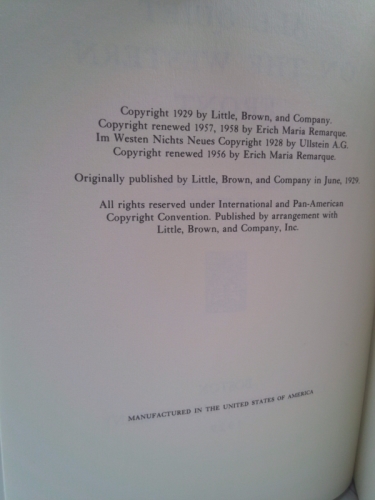 Copyright 1929 by Little, Brown, and Company.
Copyright renewed 1957, 1958 by Erich Maria Remarque.
Im Westen Nichts Neues Copyright 1928 by Ullstein A.G.
Copyright renewed 1956 by Erich Maria Remarque.
Originally published by Little, Brown, and Company in June, 1929.
All rights reserved under International and Pan-American
Copyright Convention. Published by arrangement with
Little, Brown, and Company, Inc.
MANUFACTURED IN THE UNITED STATES OF AMERICA